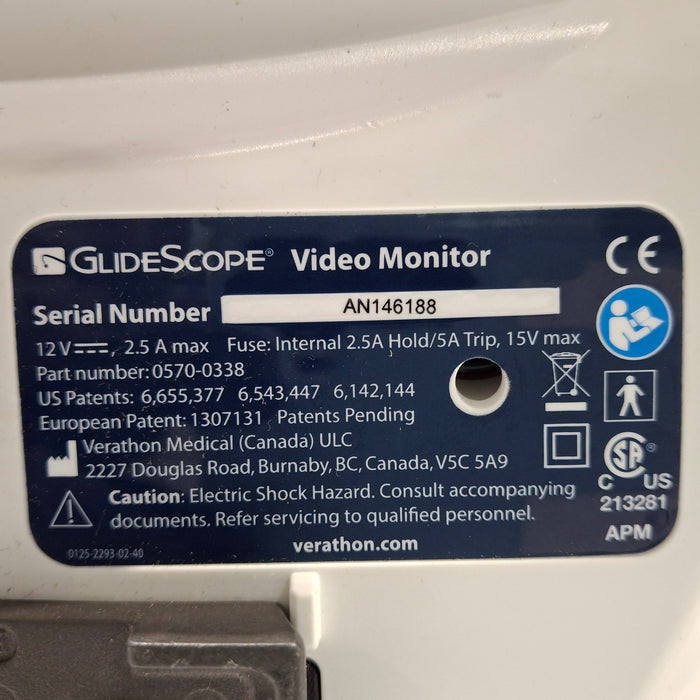 GLIDESCOPE® Video Monitor
Serial Number AN146188
12 V⎓, 2.5 A max Fuse: Internal 2.5A Hold/5A Trip, 15V max
Part number: 0570-0338
US Patents: 6,655,377 6,543,447 6,142,144
European Patent: 1307131 Patents Pending
Verathon Medical (Canada) ULC
2227 Douglas Road, Burnaby, BC, Canada, V5C 5A9
Caution: Electric Shock Hazard. Consult accompanying
documents. Refer servicing to qualified personnel.
0125-2293-02-40
verathon.com
CE
SA®
C US
213281
APM